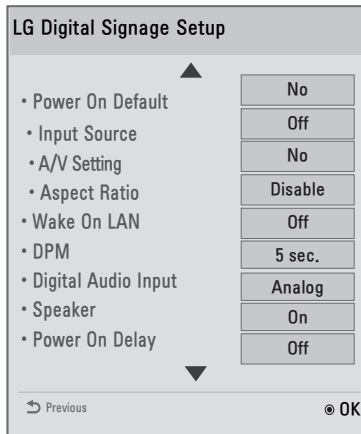 LG Digital Signage Setup
• Power On Default No
• Input Source Off
• A/V Setting No
• Aspect Ratio Disable
• Wake On LAN Off
• DPM 5 sec.
• Digital Audio Input Analog
• Speaker On
• Power On Delay Off
Previous OK